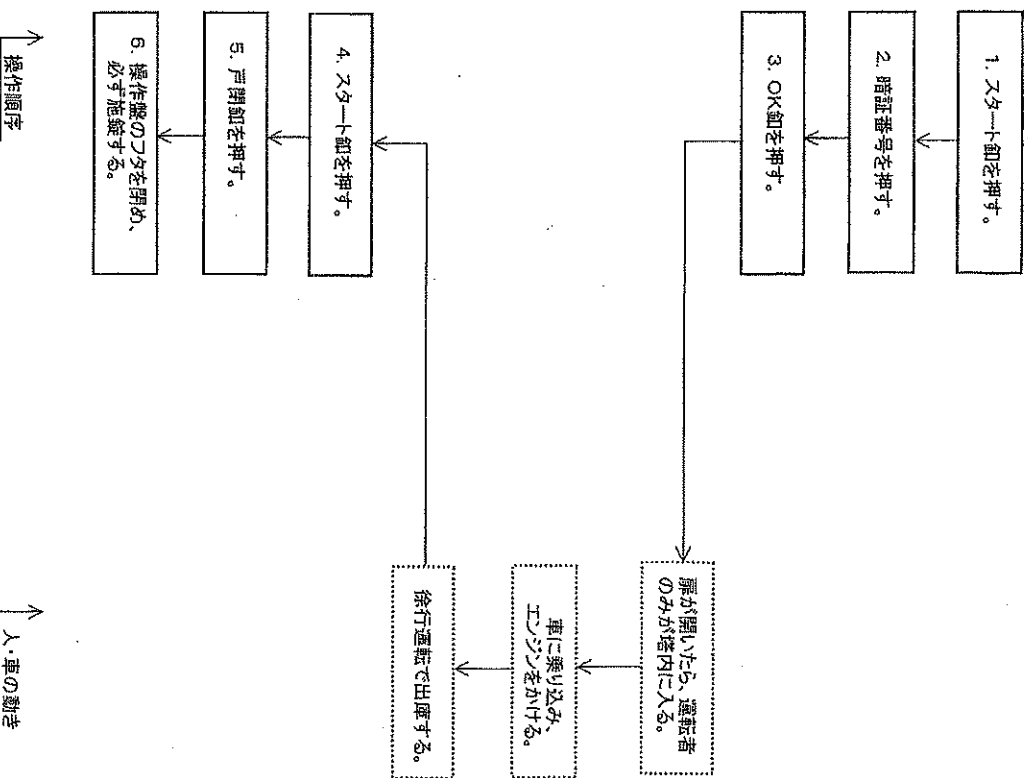 1. スタート釦を押す。
2. 暗証番号を押す。
3. OK釦を押す。
扉が開いたら、運転者
のみが塔内に入る。
車に乗り込み、
エンジンをかける。
徐行運転で出庫する。
4. スタート釦を押す。
5. 戸閉釦を押す。
6. 操作盤のフタを閉め、
必ず施錠する。
操作順序
人・車の動き